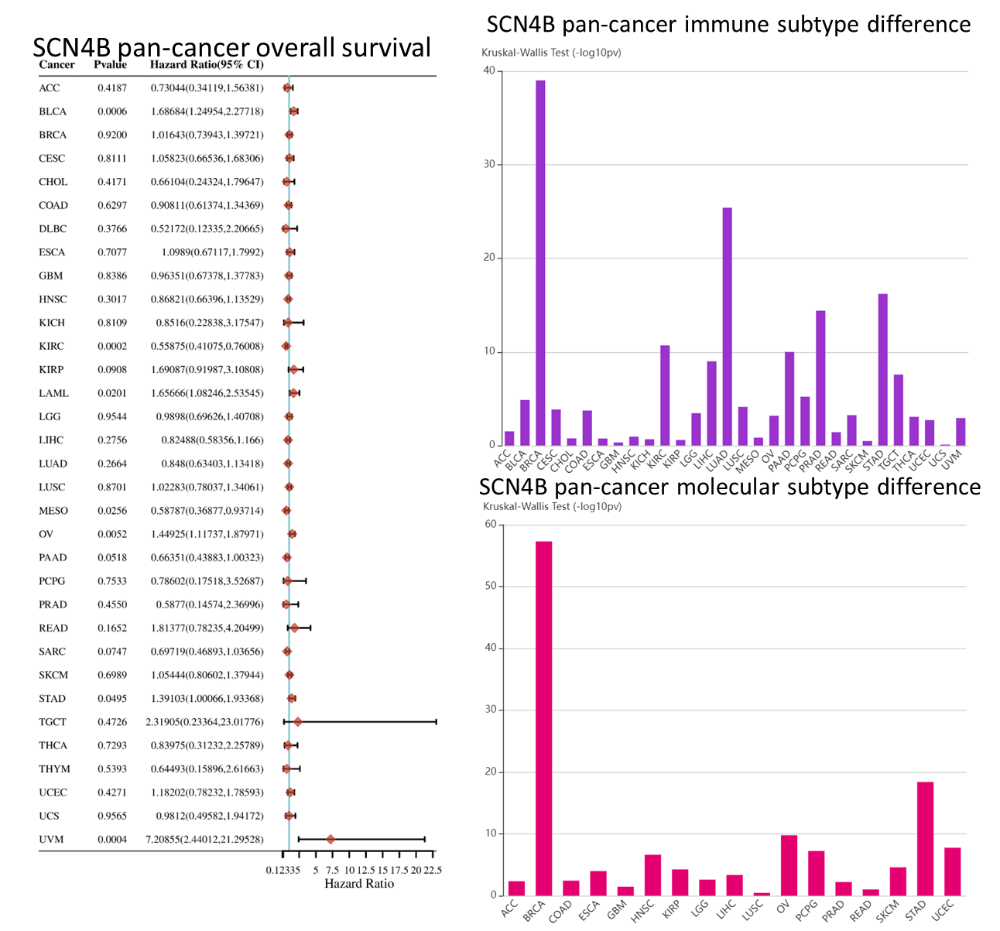 SCN4B pan-cancer overall survival
Cancer Pvalue Hazard Ratio(95% CI)
ACC 0.4187 0.73044(0.34119,1.56381)
BLCA 0.0006 1.68684(1.24954,2.27718)
BRCA 0.9200 1.01643(0.73943,1.39721)
CESC 0.8111 1.05823(0.66536,1.68306)
CHOL 0.4171 0.66104(0.24324,1.79647)
COAD 0.6297 0.90811(0.61374,1.34369)
DLBC 0.3766 0.52172(0.12335,2.20665)
ESCA 0.7077 1.0989(0.67117,1.7992)
GBM 0.8386 0.96351(0.67378,1.37783)
HNSC 0.3017 0.86821(0.66396,1.13529)
KICH 0.8109 0.8516(0.22838,3.17547)
KIRC 0.0002 0.55875(0.41075,0.76008)
KIRP 0.0908 1.69087(0.91987,3.10808)
LAML 0.0201 1.65666(1.08246,2.53545)
LGG 0.9544 0.9898(0.69626,1.40708)
LIHC 0.2756 0.82488(0.58356,1.166)
LUAD 0.2664 0.848(0.63403,1.13418)
LUSC 0.8701 1.02283(0.78037,1.34061)
MESO 0.0256 0.58787(0.36877,0.93714)
OV 0.0052 1.44925(1.11737,1.87971)
PAAD 0.0518 0.66351(0.43883,1.00323)
PCPG 0.7533 0.78602(0.17518,3.52687)
PRAD 0.4550 0.5877(0.14574,2.36996)
READ 0.1652 1.81377(0.78235,4.20499)
SARC 0.0747 0.69719(0.46893,1.03656)
SKCM 0.6989 1.05444(0.80602,1.37944)
STAD 0.0495 1.39103(1.00066,1.93368)
TGCT 0.4726 2.31905(0.23364,23.01776)
THCA 0.7293 0.83975(0.31232,2.25789)
THYM 0.5393 0.64493(0.15896,2.61663)
UCEC 0.4271 1.18202(0.78232,1.78593)
UCS 0.9565 0.9812(0.49582,1.94172)
UVM 0.0004 7.20855(2.44012,21.29528)
0.12335 5 7.5 10 12.5 15 17.5 20 22.5
Hazard Ratio
SCN4B pan-cancer immune subtype difference
Kruskal-Wallis Test (-log10pv)
40
30
20
10
0
ACC BLCA BRCA CESC CHOL COAD ESCA GBM HNSC KICH KIRC KIRP LGG LIHC LUAD LUSC MESO OV PAAD PCPG PRAD READ SARC SKCM STAD TGCT THCA UCEC UCS UVM
SCN4B pan-cancer molecular subtype difference
Kruskal-Wallis Test (-log10pv)
60
50
40
30
20
10
0
ACC BRCA COAD ESCA GBM HNSC KIRP LGG LIHC LUSC OV PCPG PRAD READ SKCM STAD UCEC